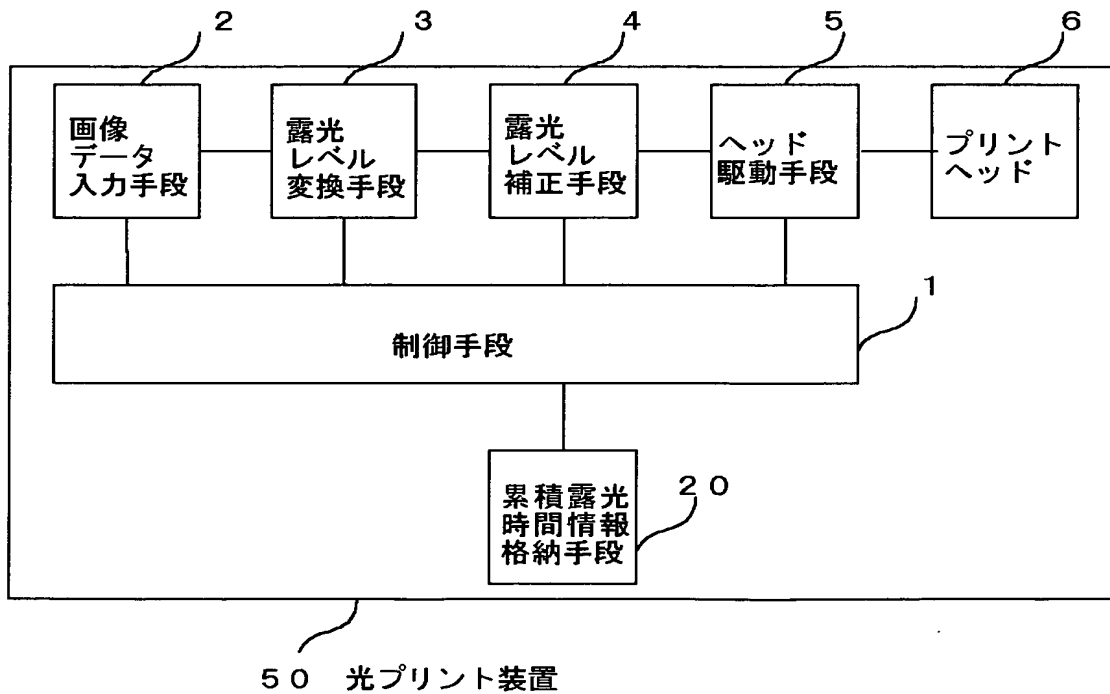 2
3
4
5
6
画像
データ
入力手段
露光
レベル
変換手段
露光
レベル
補正手段
ヘッド
駆動手段
プリント
ヘッド
1
制御手段
累積露光
時間情報
格納手段
20
50 光プリント装置